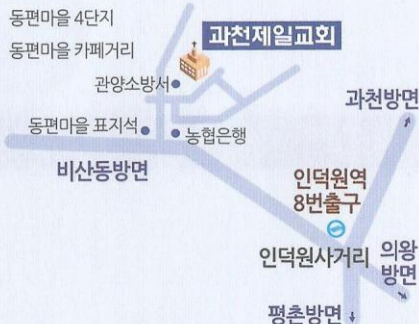 동편마을 4단지
동편마을 카페거리
과천제일교회
관양소방서
과천방면
동편마을 표지석
농협은행
비산동방면
인덕원역
8번출구
인덕원사거리
의왕
방면
평촌방면